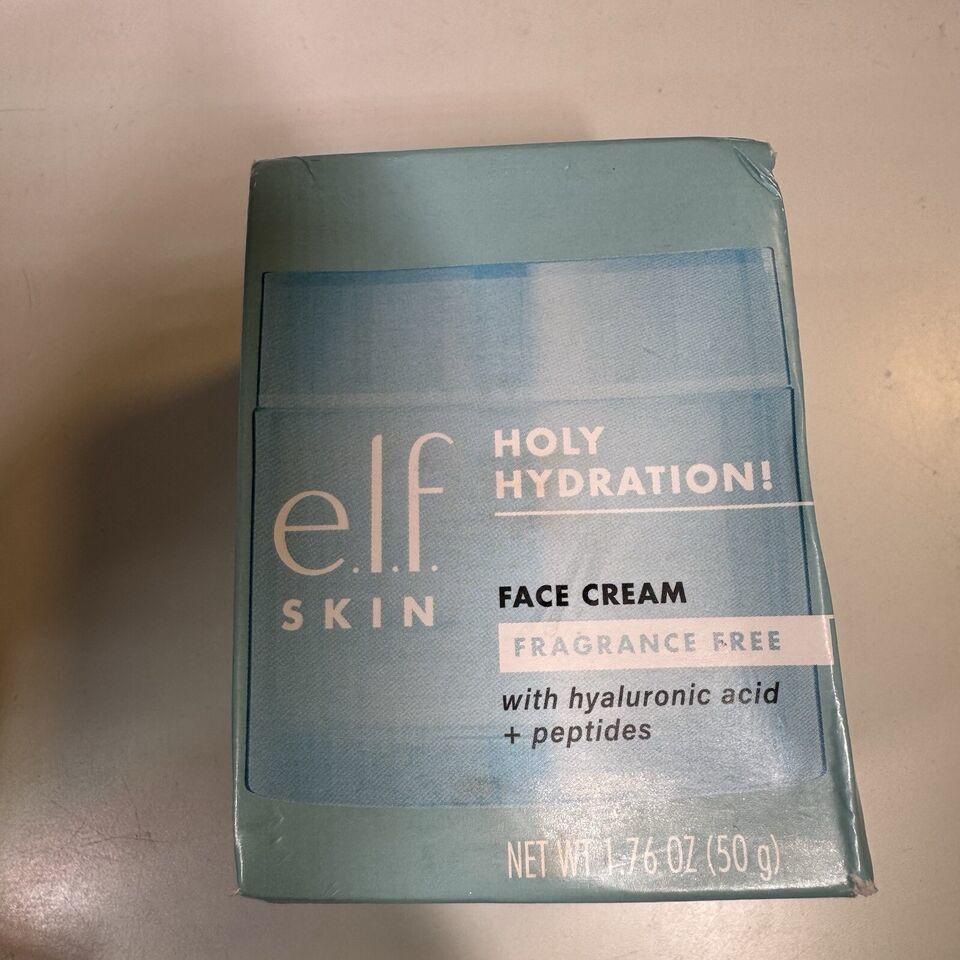 e.l.f.
SKIN
HOLY
HYDRATION!
FACE CREAM
FRAGRANCE FREE
with hyaluronic acid
+ peptides
NET WT 1.76 OZ (50 g)